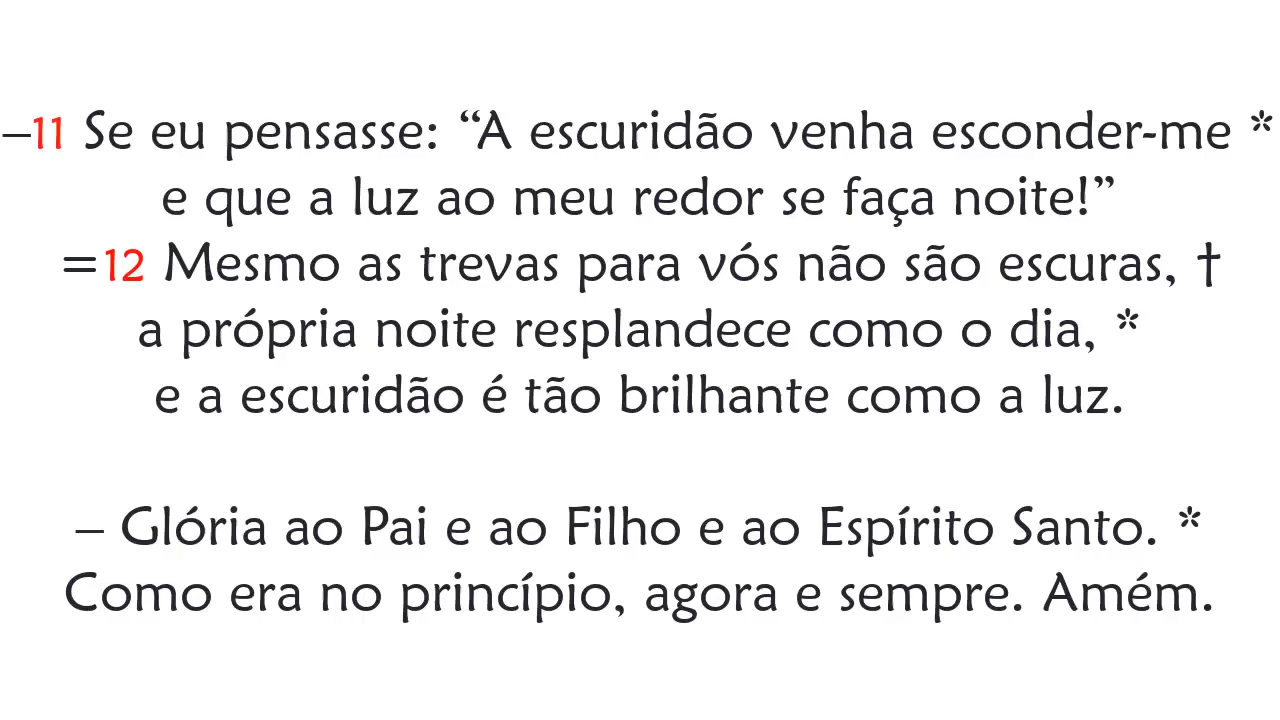 –11 Se eu pensasse: “A escuridão venha esconder-me *
e que a luz ao meu redor se faça noite!”
=12 Mesmo as trevas para vós não são escuras, †
a própria noite resplandece como o dia, *
e a escuridão é tão brilhante como a luz.
– Glória ao Pai e ao Filho e ao Espírito Santo. *
Como era no princípio, agora e sempre. Amém.